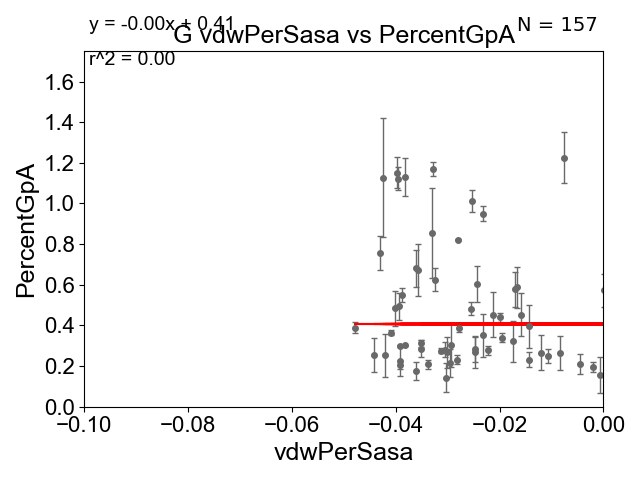 y = -0.00x + 0.41
G vdwPerSasa vs PercentGpA
N = 157
r^2 = 0.00
1.6
1.4
1.2
1.0
0.8
0.6
0.4
0.2
0.0
PercentGpA
−0.10 −0.08 −0.06 −0.04 −0.02 0.00
vdwPerSasa